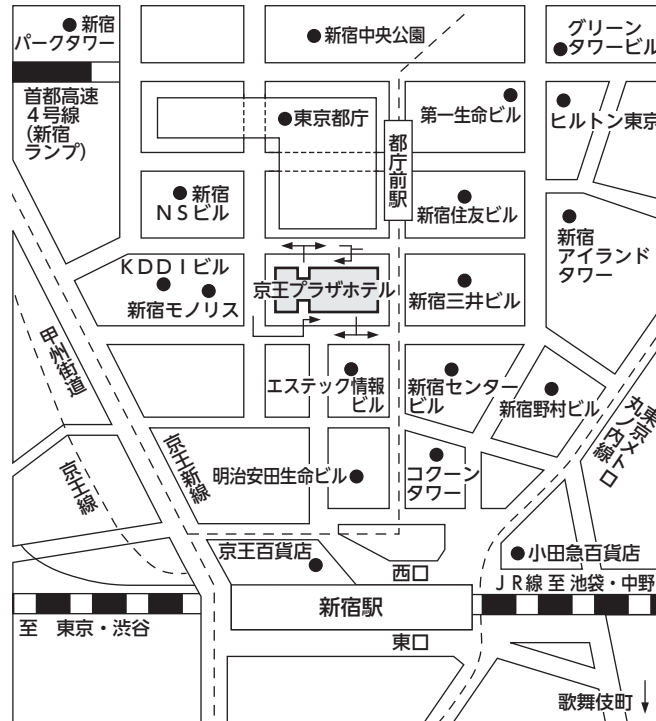 新宿
パークタワー
新宿中央公園
グリーン
タワービル
首都高速
4号線
(新宿
ランプ)
東京都庁
都庁前駅
第一生命ビル
ヒルトン東京
新宿
NSビル
新宿住友ビル
新宿
アイランド
タワー
KDDIビル
新宿モノリス
京王プラザホテル
新宿三井ビル
甲州街道
エステック情報
ビル
新宿センター
ビル
新宿野村ビル
東京メトロ
丸ノ内線
京王線
京王新線
明治安田生命ビル
コクーン
タワー
京王百貨店
西口
小田急百貨店
JR線 至 池袋・中野
新宿駅
至 東京・渋谷
東口
歌舞伎町